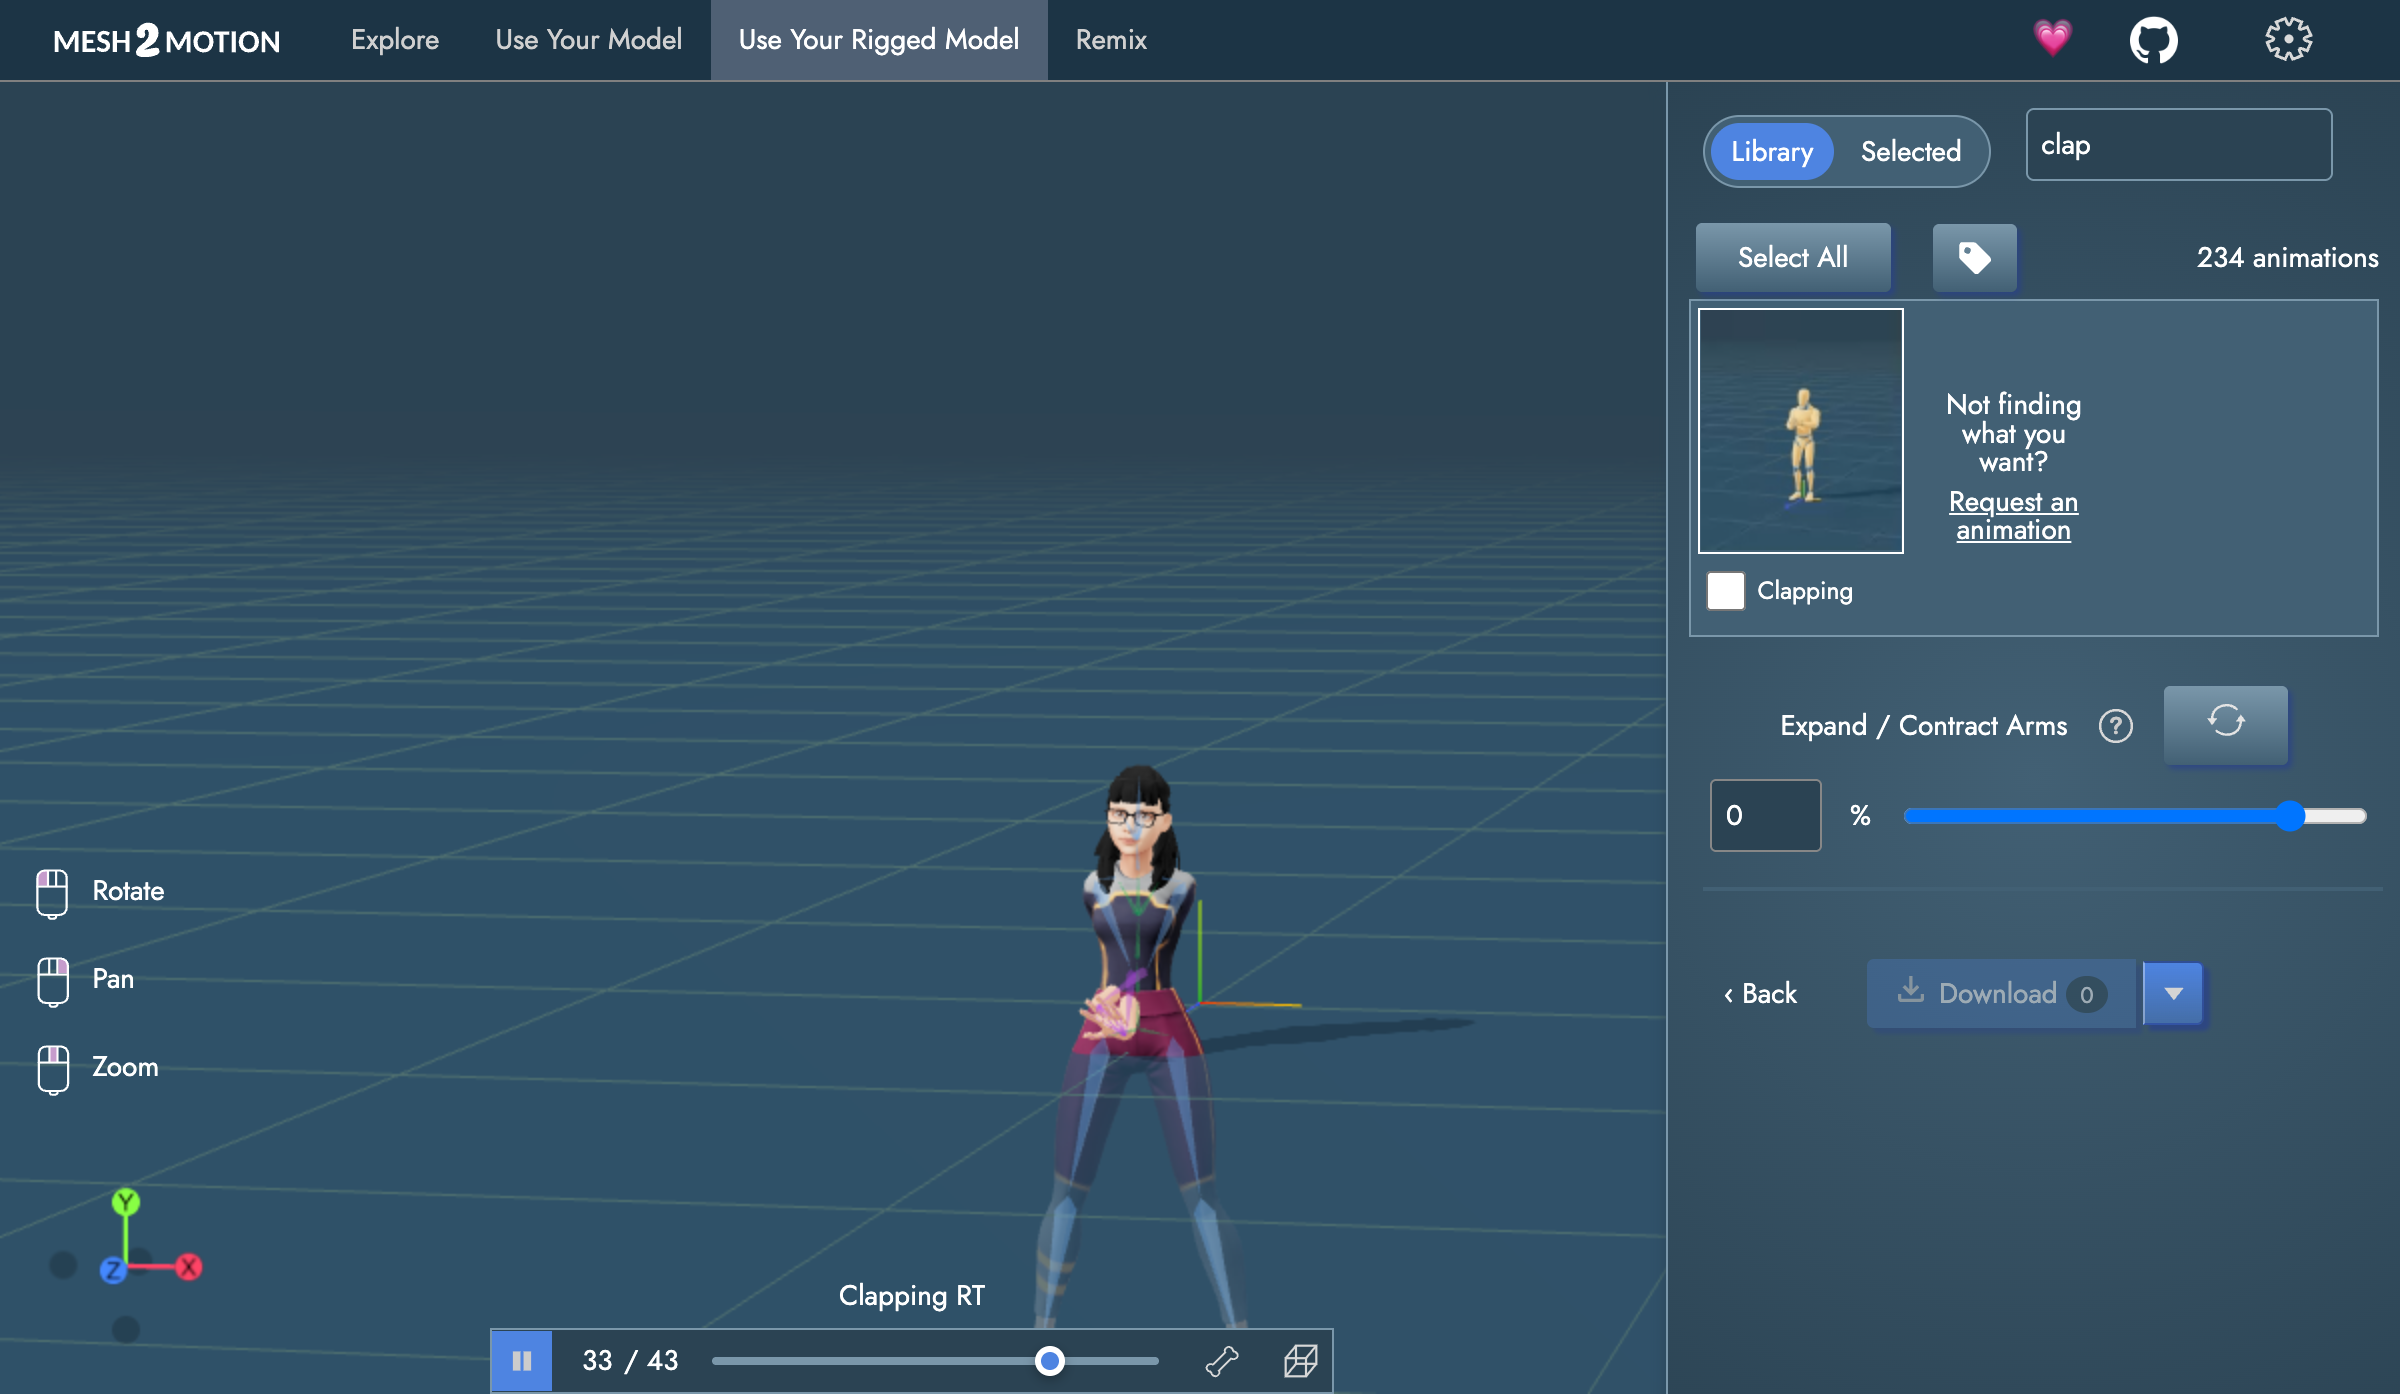 MESH2MOTION
Explore
Use Your Model
Use Your Rigged Model
Remix
Library
Selected
clap
Select All
234 animations
Not finding
what you
want?
Request an
animation
Clapping
Expand / Contract Arms
?
0
%
‹ Back
Download 0
Rotate
Pan
Zoom
Y
Z
X
Clapping RT
33 / 43